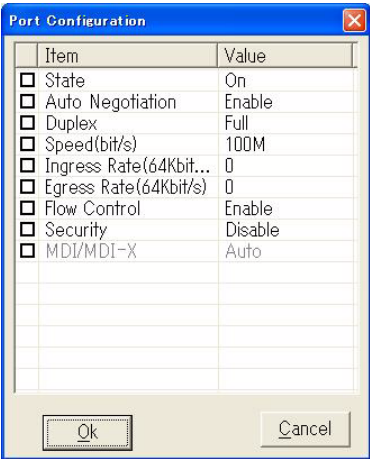 Port Configuration
Item Value
State On
Auto Negotiation Enable
Duplex Full
Speed(bit/s) 100M
Ingress Rate(64Kbit... 0
Egress Rate(64Kbit/s) 0
Flow Control Enable
Security Disable
MDI/MDI-X Auto
Ok Cancel